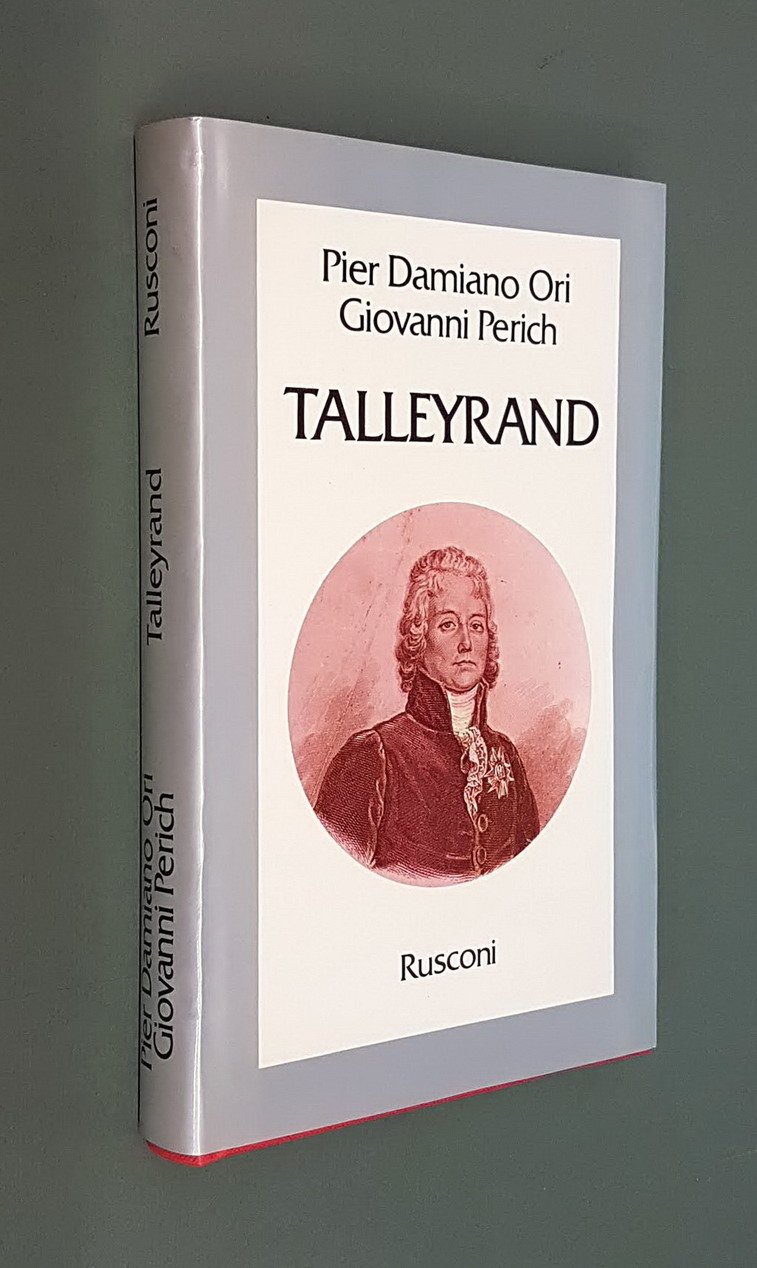 Pier Damiano Ori
Giovanni Perich
TALLEYRAND
Rusconi
Pier Damiano Ori
Giovanni Perich
Talleyrand
Rusconi